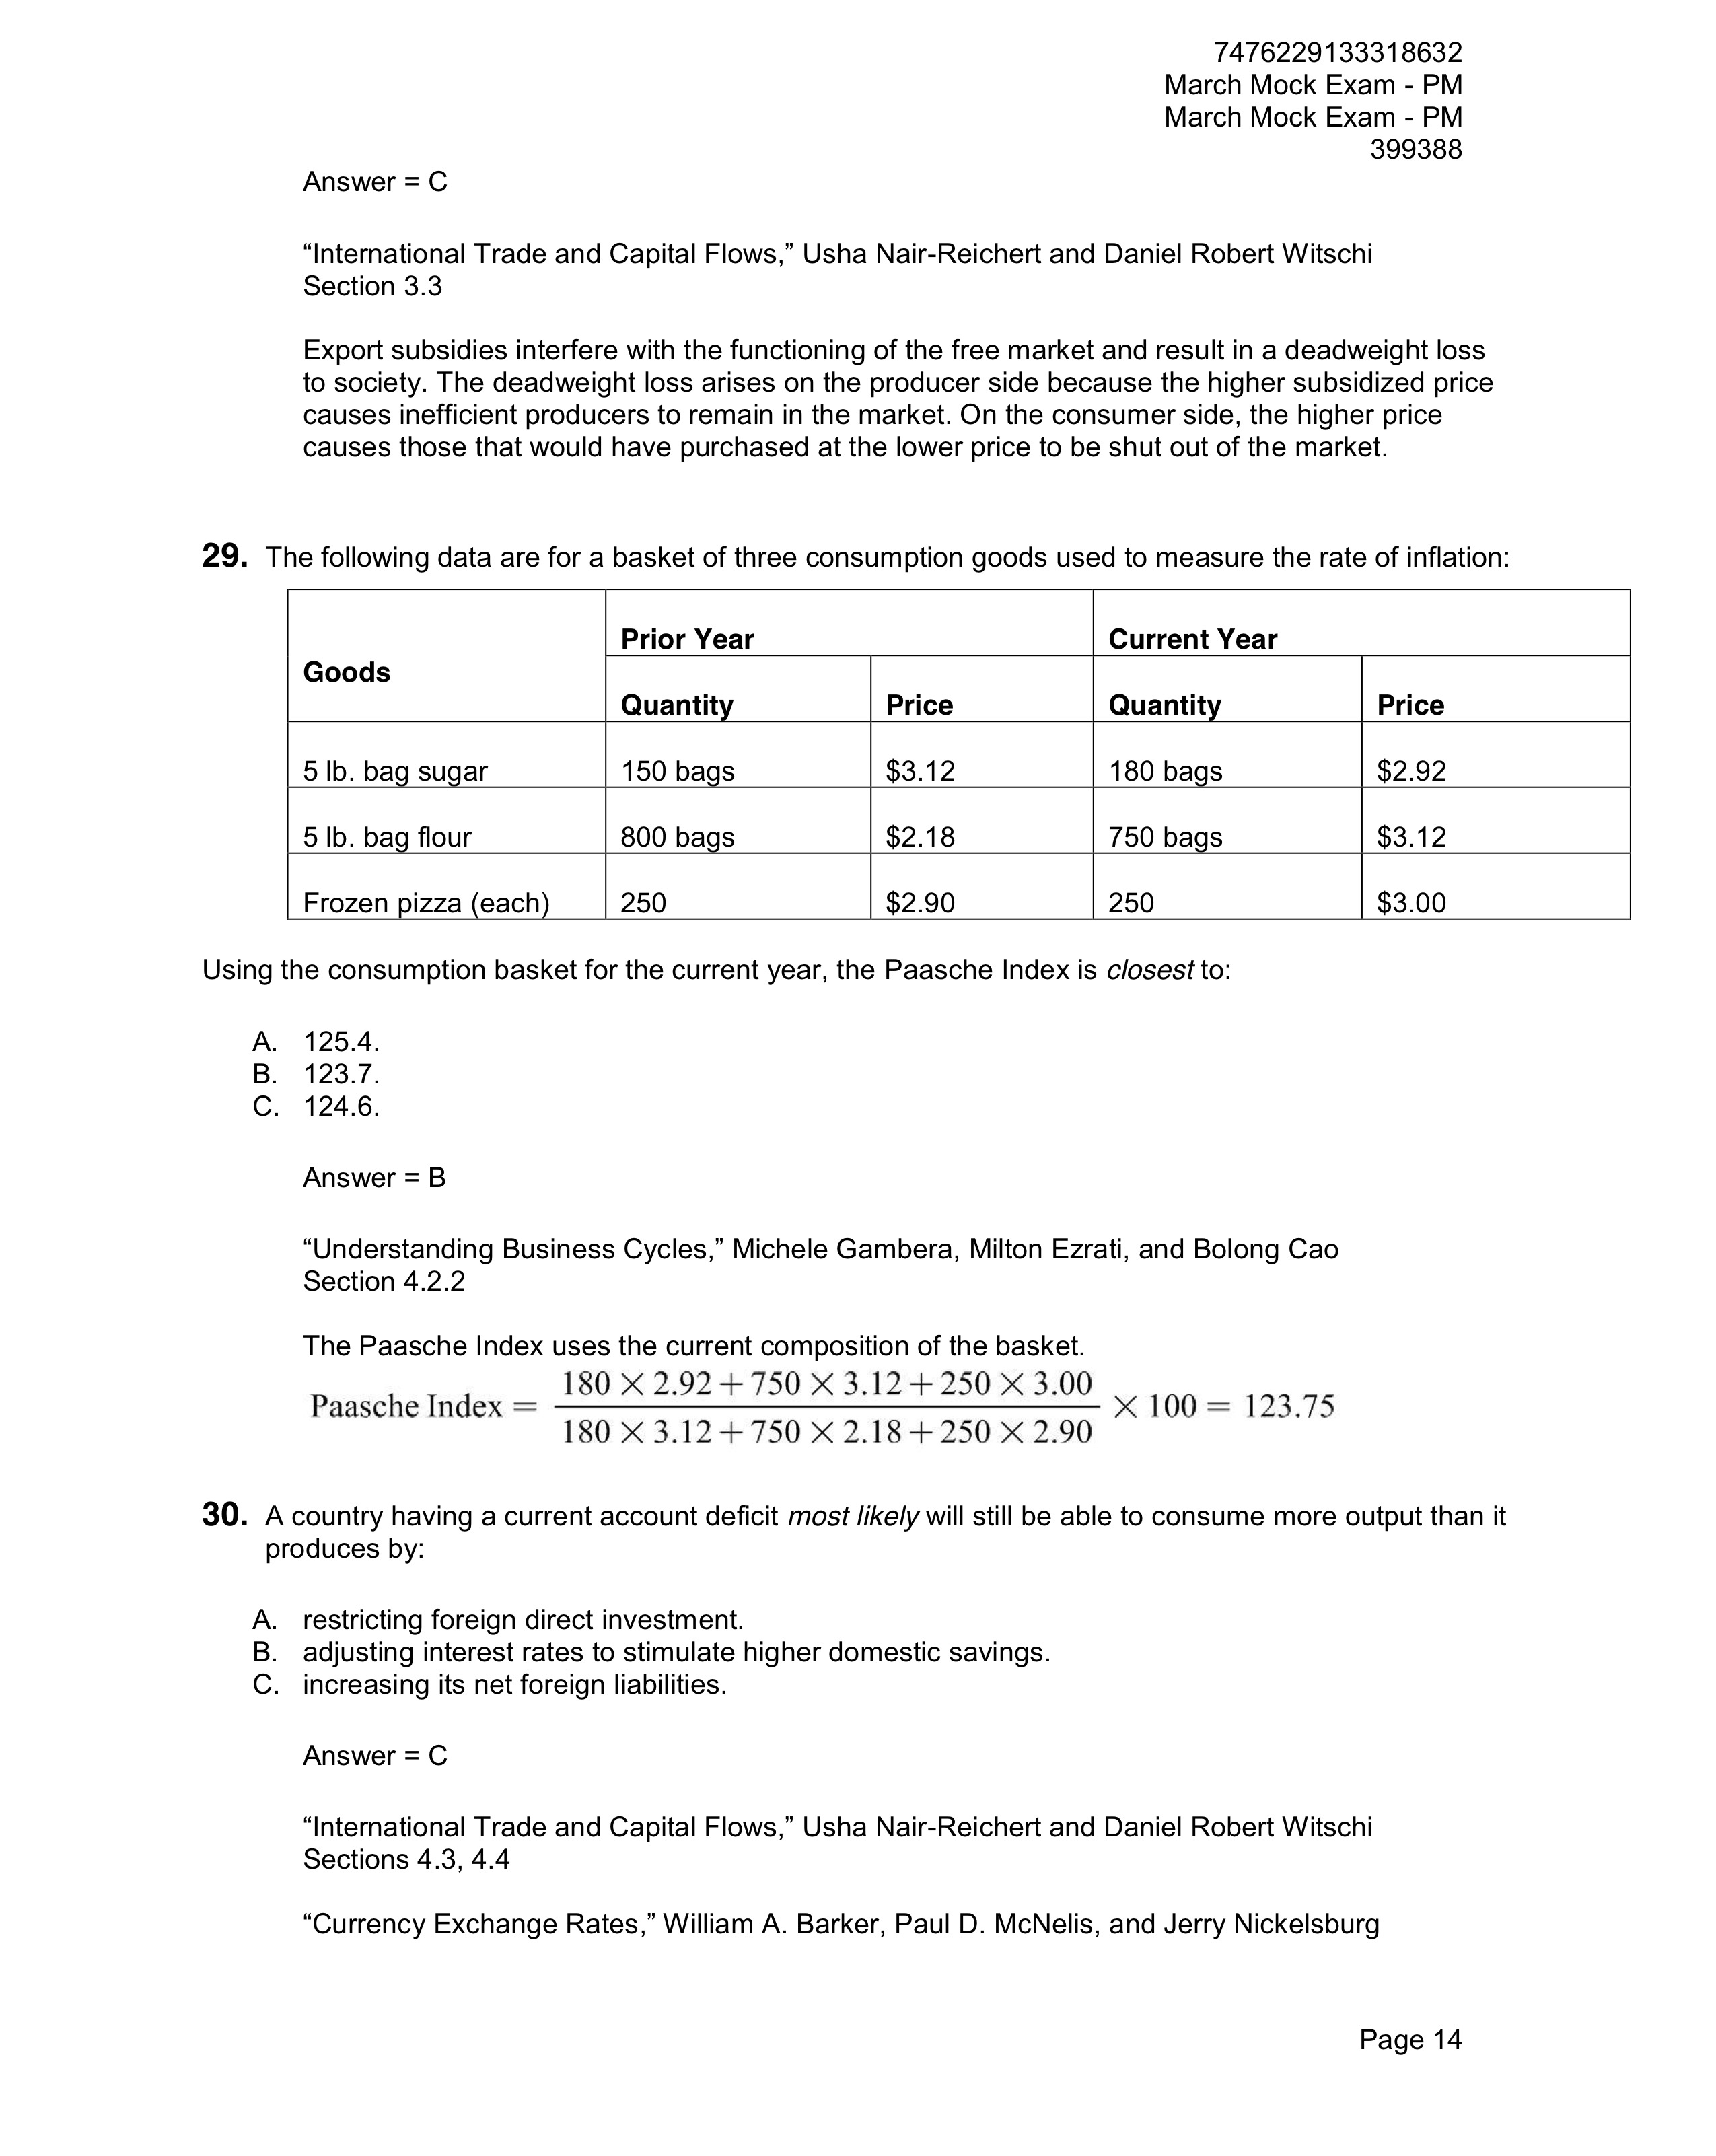 7476229133318632
March Mock Exam - PM
March Mock Exam - PM
399388
Answer = C
“International Trade and Capital Flows,” Usha Nair-Reichert and Daniel Robert Witschi
Section 3.3
Export subsidies interfere with the functioning of the free market and result in a deadweight loss
to society. The deadweight loss arises on the producer side because the higher subsidized price
causes inefficient producers to remain in the market. On the consumer side, the higher price
causes those that would have purchased at the lower price to be shut out of the market.
29. The following data are for a basket of three consumption goods used to measure the rate of inflation:
Goods Prior Year Current Year
Quantity Price Quantity Price
5 lb. bag sugar 150 bags $3.12 180 bags $2.92
5 lb. bag flour 800 bags $2.18 750 bags $3.12
Frozen pizza (each) 250 $2.90 250 $3.00
Using the consumption basket for the current year, the Paasche Index is closest to:
A. 125.4.
B. 123.7.
C. 124.6.
Answer = B
“Understanding Business Cycles,” Michele Gambera, Milton Ezrati, and Bolong Cao
Section 4.2.2
The Paasche Index uses the current composition of the basket.
180 × 2.92 + 750 × 3.12 + 250 × 3.00
Paasche Index = × 100 = 123.75
180 × 3.12 + 750 × 2.18 + 250 × 2.90
30. A country having a current account deficit most likely will still be able to consume more output than it
produces by:
A. restricting foreign direct investment.
B. adjusting interest rates to stimulate higher domestic savings.
C. increasing its net foreign liabilities.
Answer = C
“International Trade and Capital Flows,” Usha Nair-Reichert and Daniel Robert Witschi
Sections 4.3, 4.4
“Currency Exchange Rates,” William A. Barker, Paul D. McNelis, and Jerry Nickelsburg
Page 14